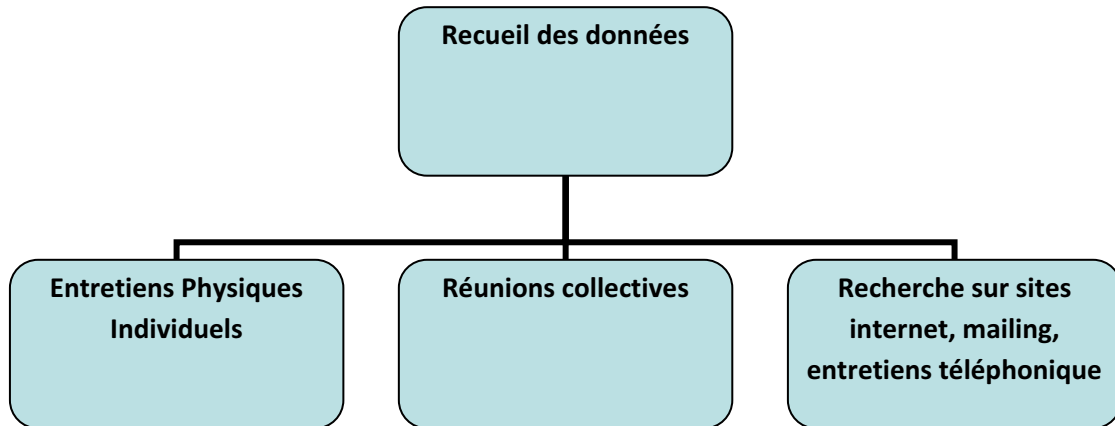 Recueil des données
Entretiens Physiques
Individuels
Réunions collectives
Recherche sur sites
internet, mailing,
entretiens téléphonique